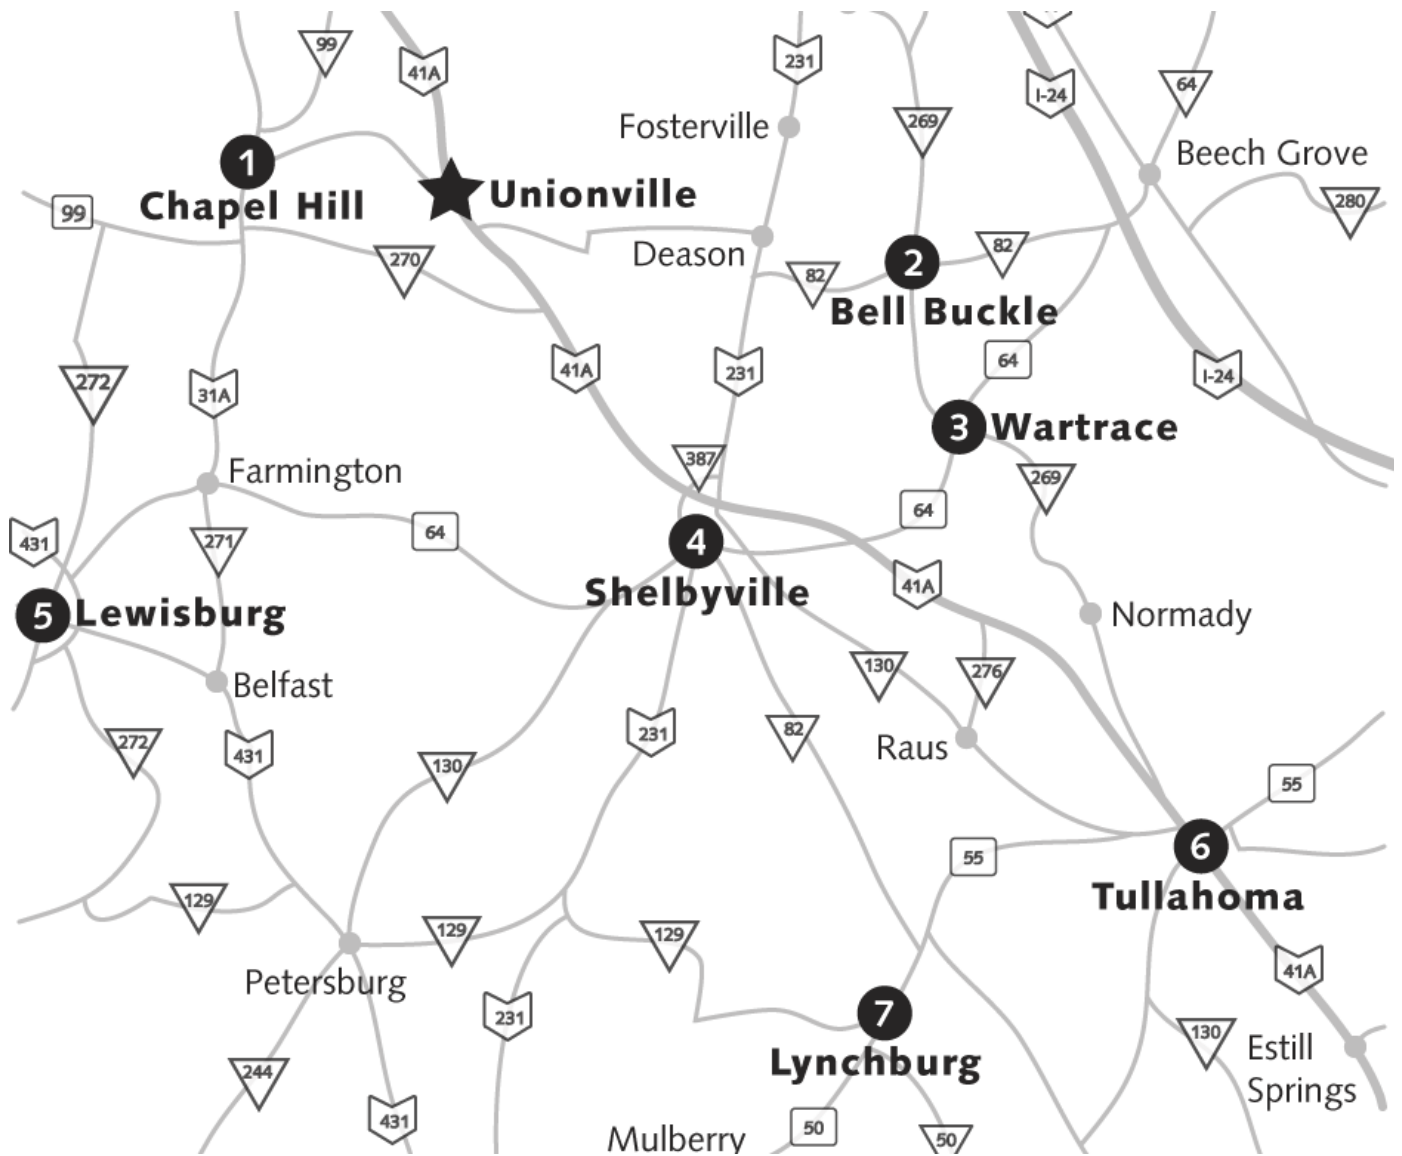 99
41A
231
I-24
64
Fosterville
269
Beech Grove
1
Chapel Hill
99
Unionville
280
Deason
270
82
2
82
Bell Buckle
272
31A
41A
231
64
I-24
3 Wartrace
Farmington
387
269
431
271
64
64
4
41A
5 Lewisburg
Shelbyville
Normady
Belfast
130
276
272
431
130
231
82
Raus
55
55
6
Tullahoma
129
129
129
41A
Petersburg
231
7
Lynchburg
130
Estill
Springs
244
431
Mulberry
50
50